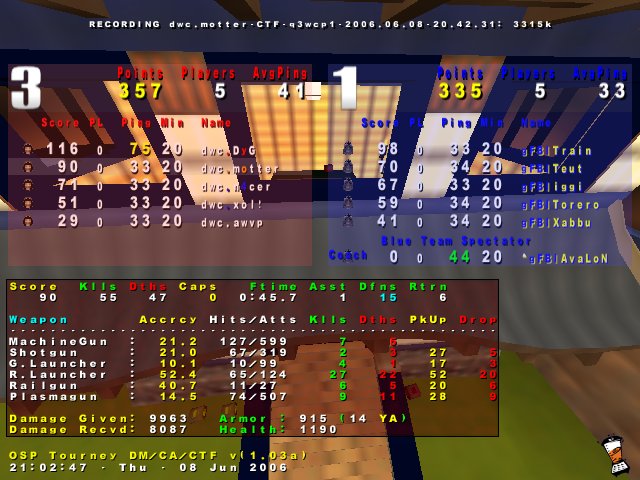 RECORDING dwc.motter-CTF-q3wcp1-2006.06.08-20.42.31: 3315k
3 Points Players AvgPing 1 Points Players AvgPing
357 5 41 335 5 33
Score PL Ping Min Name Score PL Ping Min Name
116 0 75 20 dwc.DyG 98 0 33 20 gFB|Train
90 0 33 20 dwc.motter 70 0 34 20 gFB|Teut
71 0 33 20 67 0 33 20 gFB|iggi
51 0 33 20 dwc.xol! 59 0 34 20 gFB|Torero
29 0 33 20 dwc.awvp 41 0 34 20 gFB|Xabbu
Blue Team Spectator
Coach 0 0 44 20 *gFB|AvaLoN
Score Klls Dths Caps Ftime Asst Dfns Rtrn
90 55 47 0 0:45.7 1 15 6
Weapon Accrcy Hits/Atts Klls Dths PkUp Drop
MachineGun : 21.2 127/599 7
Shotgun : 21.0 67/319 2 3 27 5
G.Launcher : 10.1 10/99 4 1 17 3
R.Launcher : 52.4 65/124 27 22 52 20
Railgun : 40.7 11/27 6 5 20 6
Plasmagun : 14.5 74/507 9 11 28 9
Damage Given: 9963 Armor : 915 (14 YA)
Damage Recvd: 8087 Health: 1190
OSP Tourney DM/CA/CTF v(1.03a)
21:02:47 - Thu - 08 Jun 2006